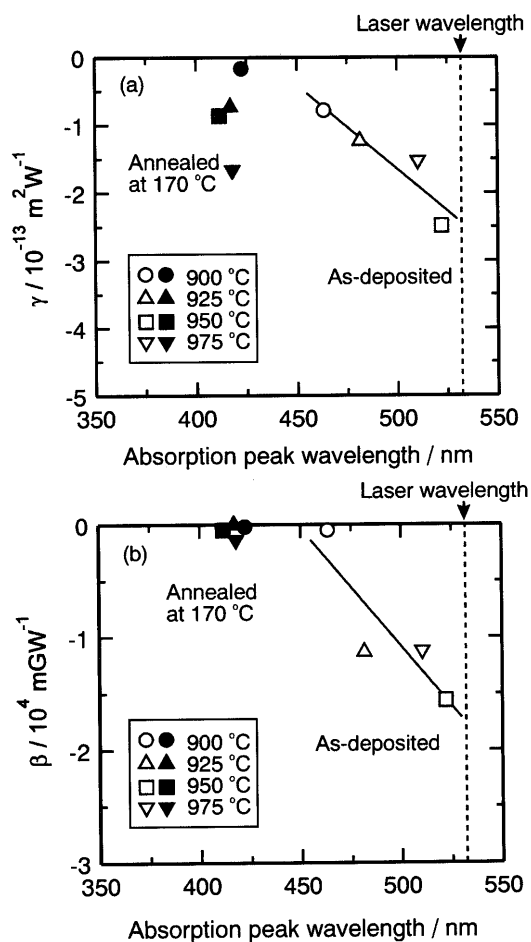 Laser wavelength
0
(a)
-1
Annealed
at 170 °C
-2
-3
As-deposited
900 °C
925 °C
950 °C
975 °C
-4
-5
γ / 10⁻¹³ m²W⁻¹
350 400 450 500 550
Absorption peak wavelength / nm
Laser wavelength
0
(b)
Annealed
at 170 °C
-1
As-deposited
-2
900 °C
925 °C
950 °C
975 °C
-3
β / 10⁴ mGW⁻¹
350 400 450 500 550
Absorption peak wavelength / nm